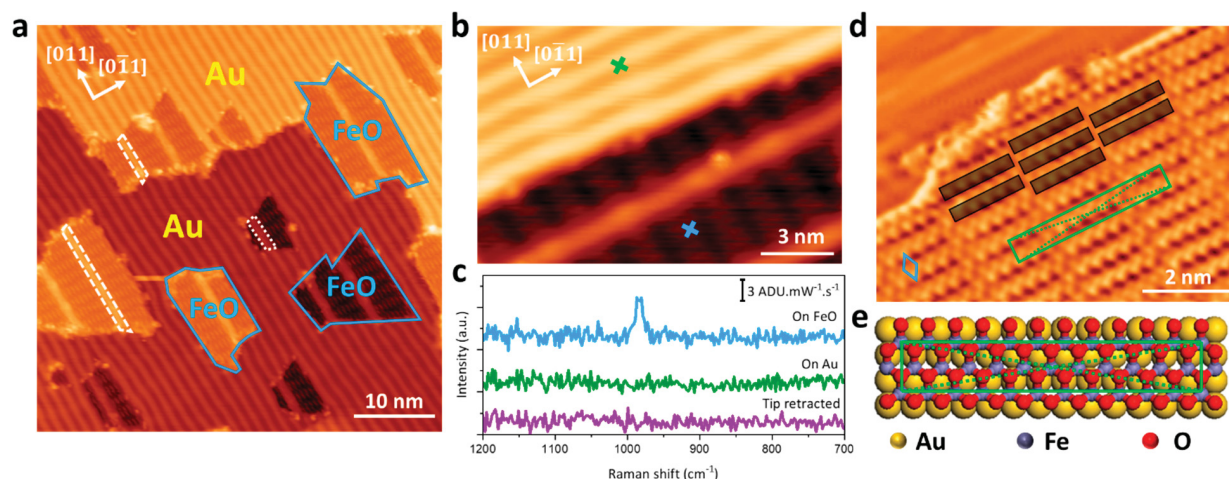 a
[011]
[01̄1]
Au
FeO
Au
FeO
FeO
10 nm
b
[011]
[01̄1]
3 nm
c
3 ADU.mW⁻¹.s⁻¹
On FeO
On Au
Tip retracted
Intensity (a.u.)
1200 1100 1000 900 800 700
Raman shift (cm⁻¹)
d
2 nm
e
Au Fe O